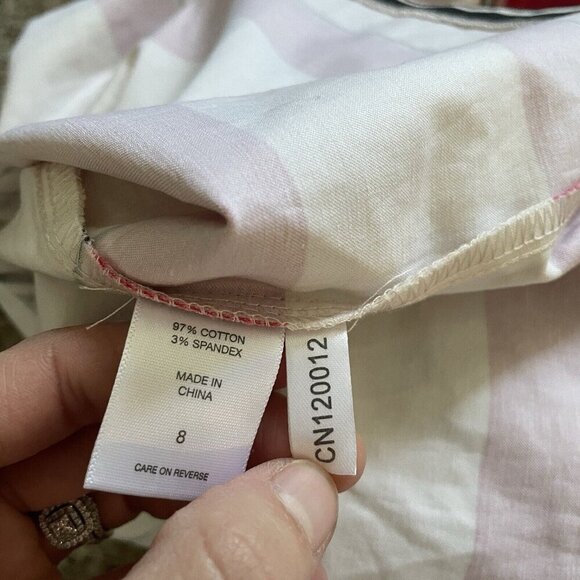 97% COTTON
3% SPANDEX
MADE IN
CHINA
8
CARE ON REVERSE
CN120012